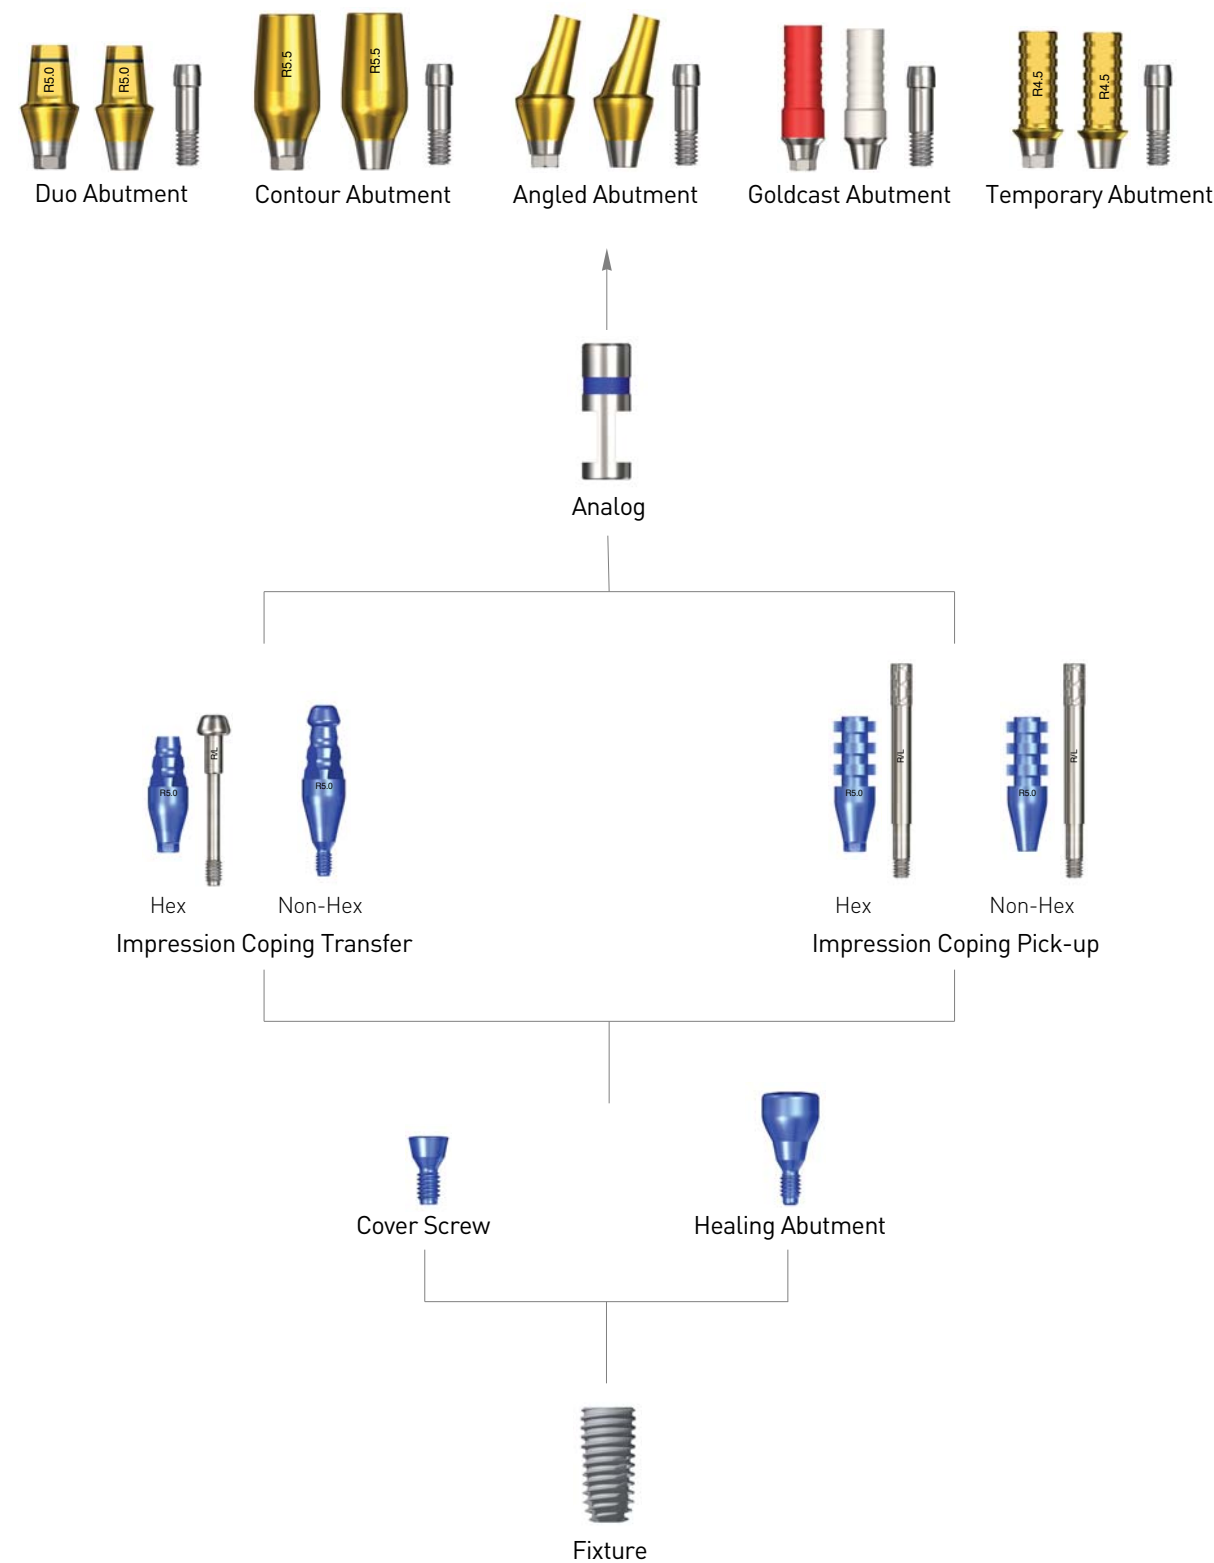 R5.0
R5.0
R5.5
R5.5
R4.5
R4.5
Duo Abutment
Contour Abutment
Angled Abutment
Goldcast Abutment
Temporary Abutment
Analog
R5.0
R/L
R5.0
R5.0
R/L
R5.0
R/L
Hex
Non-Hex
Hex
Non-Hex
Impression Coping Transfer
Impression Coping Pick-up
Cover Screw
Healing Abutment
Fixture